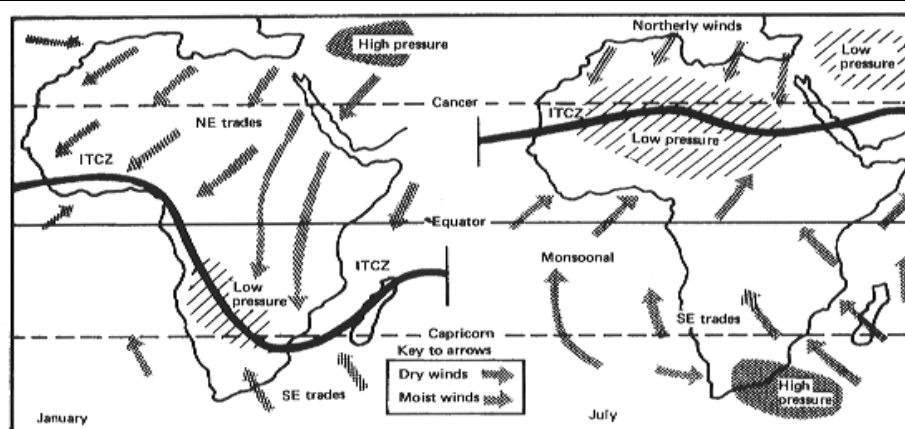 High pressure
NE trades
ITCZ
Low
pressure
ITCZ
SE trades
January
Cancer
Equator
Capricorn
Key to arrows
Dry winds
Moist winds
Northerly winds
Low
pressure
ITCZ
Low pressure
Monsoonal
SE trades
High
pressure
July